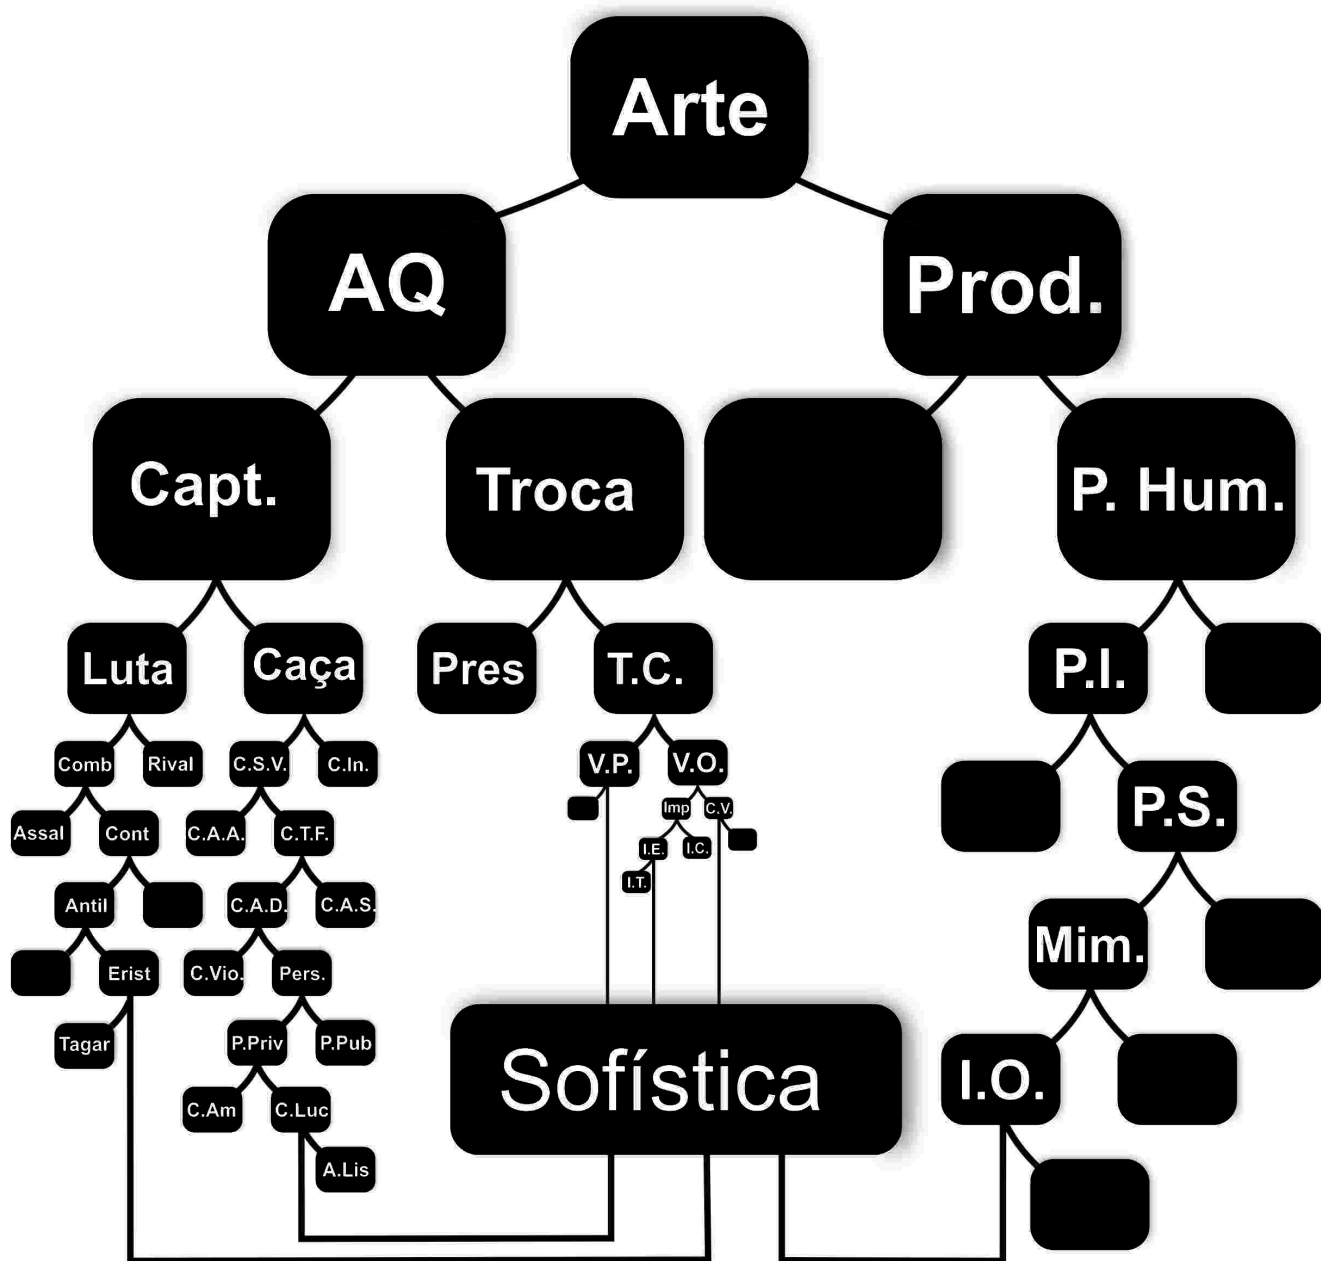 Arte
AQ
Prod.
Capt.
Troca
P. Hum.
Luta
Caça
Pres
T.C.
P.I.
Comb
Rival
C.S.V.
C.In.
V.P.
V.O.
Imp
C.V.
P.S.
Assal
Cont
C.A.A.
C.T.F.
I.E.
I.C.
I.T.
Antil
C.A.D.
C.A.S.
Mim.
Erist
C.Vio.
Pers.
Tagar
P.Priv
P.Pub
Sofística
I.O.
C.Am
C.Luc
A.Lis